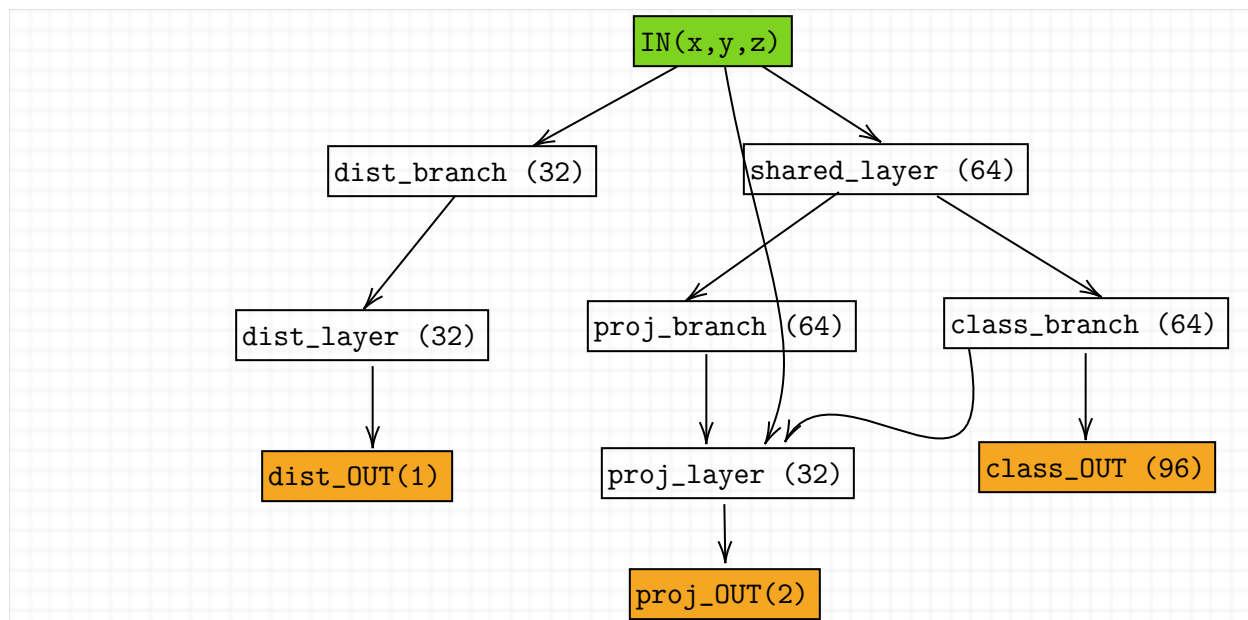 IN(x,y,z)
dist_branch (32)
shared_layer (64)
dist_layer (32)
proj_branch (64)
class_branch (64)
dist_OUT(1)
proj_layer (32)
class_OUT (96)
proj_OUT(2)